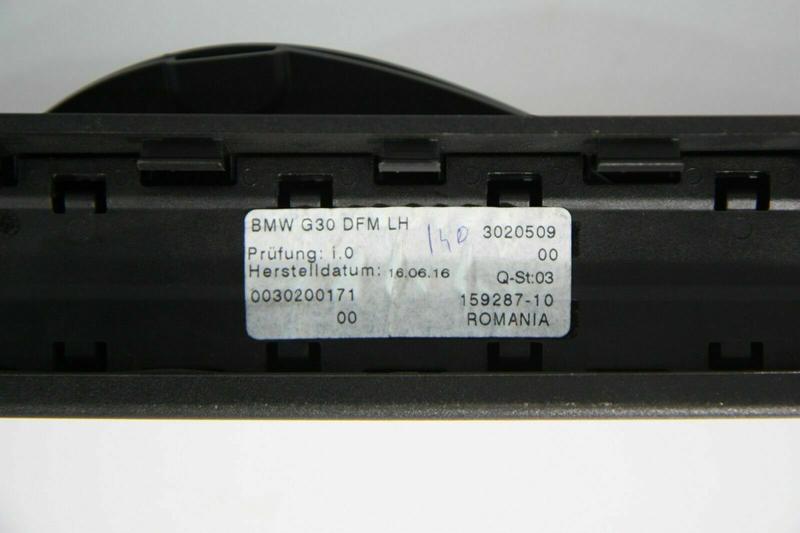 BMW G30 DFM LH 140 3020509
Prüfung: i.O 00
Herstelldatum: 16.06.16 Q-St:03
0030200171 159287-10
00 ROMANIA